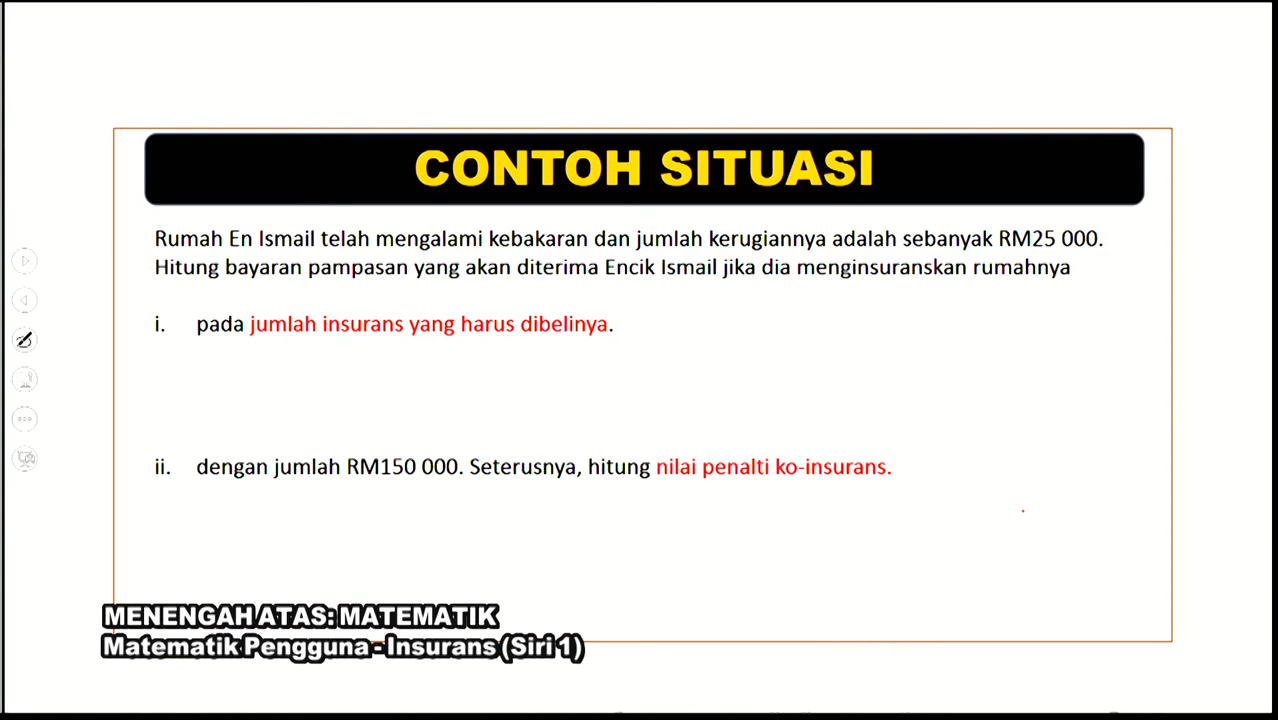 CONTOH SITUASI
Rumah En Ismail telah mengalami kebakaran dan jumlah kerugiannya adalah sebanyak RM25 000.
Hitung bayaran pampasan yang akan diterima Encik Ismail jika dia menginsuranskan rumahnya
i. pada jumlah insurans yang harus dibelinya.
ii. dengan jumlah RM150 000. Seterusnya, hitung nilai penalti ko-insurans.
MENENGAH ATAS: MATEMATIK
Matematik Pengguna - Insurans (Siri 1)